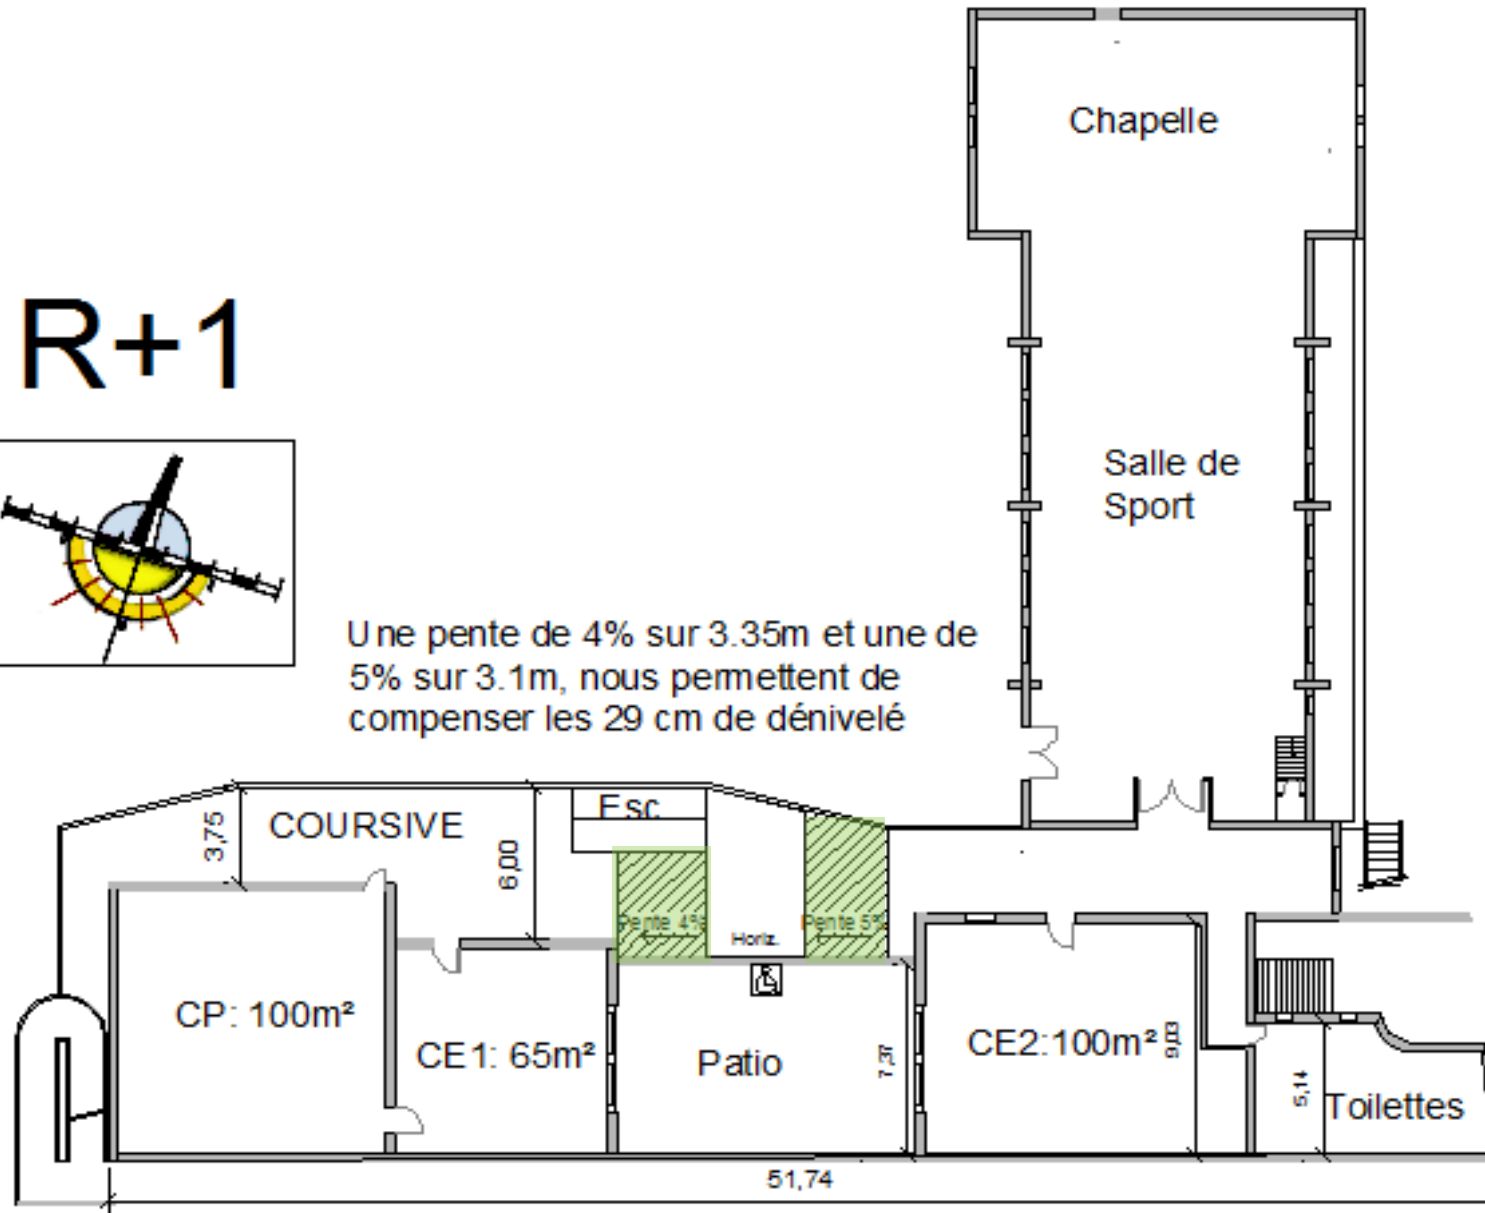 Chapelle
R+1
Salle de
Sport
Une pente de 4% sur 3.35m et une de
5% sur 3.1m, nous permettent de
compenser les 29 cm de dénivelé
Esc
COURSIVE
3,75
6,00
Pente 4%
Horiz.
Pente 5%
CP: 100m²
CE1: 65m²
Patio
7,37
CE2:100m²
9,03
5,14
Toilettes
51,74